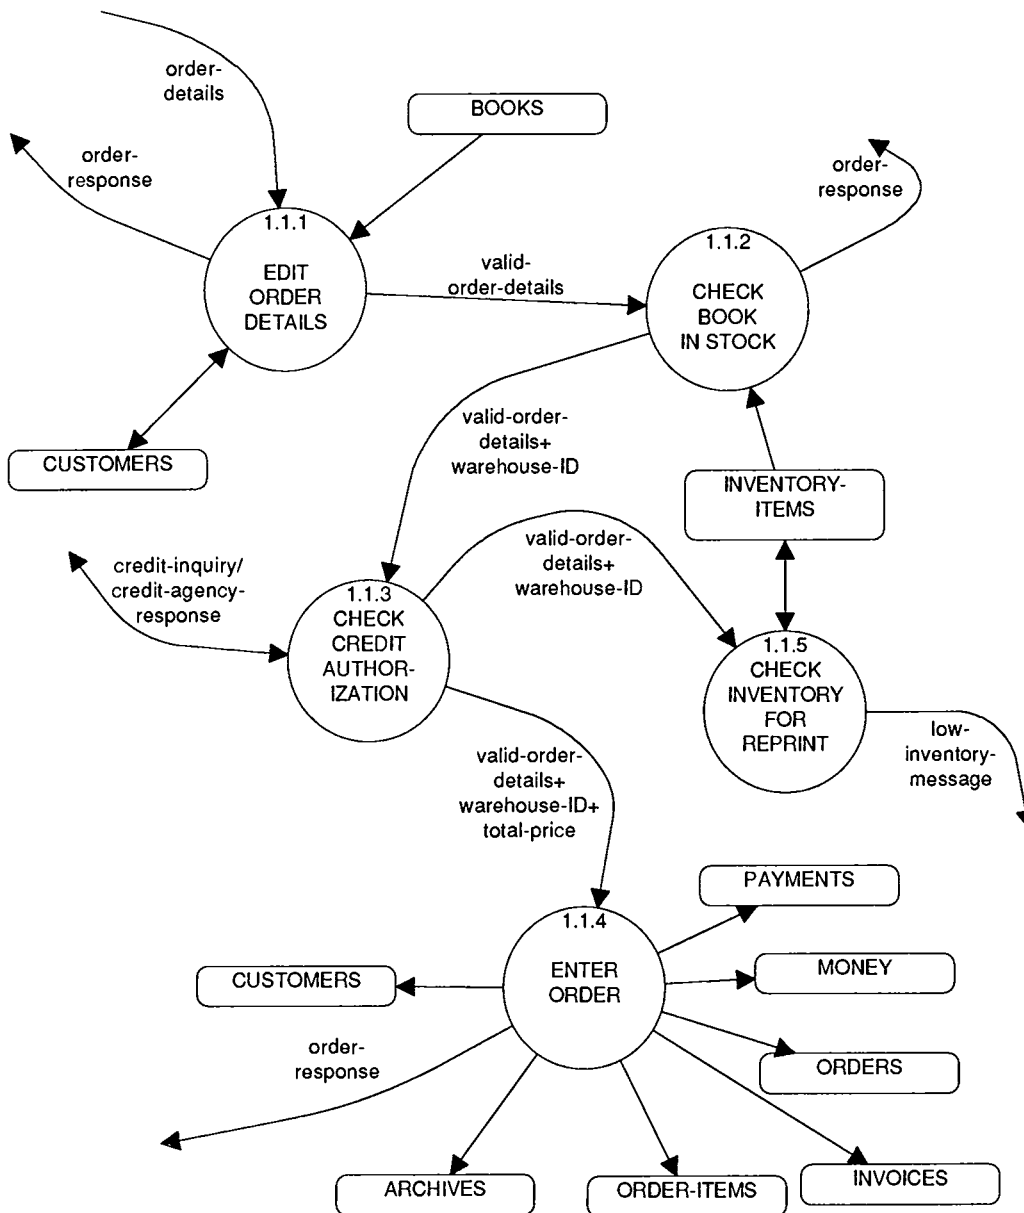 order-
details
BOOKS
order-
response
order-
response
1.1.1
EDIT
ORDER
DETAILS
valid-
order-details
1.1.2
CHECK
BOOK
IN STOCK
CUSTOMERS
valid-order-
details+
warehouse-ID
INVENTORY-
ITEMS
credit-inquiry/
credit-agency-
response
valid-order-
details+
warehouse-ID
1.1.3
CHECK
CREDIT
AUTHOR-
IZATION
1.1.5
CHECK
INVENTORY
FOR
REPRINT
low-
inventory-
message
valid-order-
details+
warehouse-ID+
total-price
PAYMENTS
1.1.4
ENTER
ORDER
CUSTOMERS
MONEY
order-
response
ORDERS
ARCHIVES
ORDER-ITEMS
INVOICES